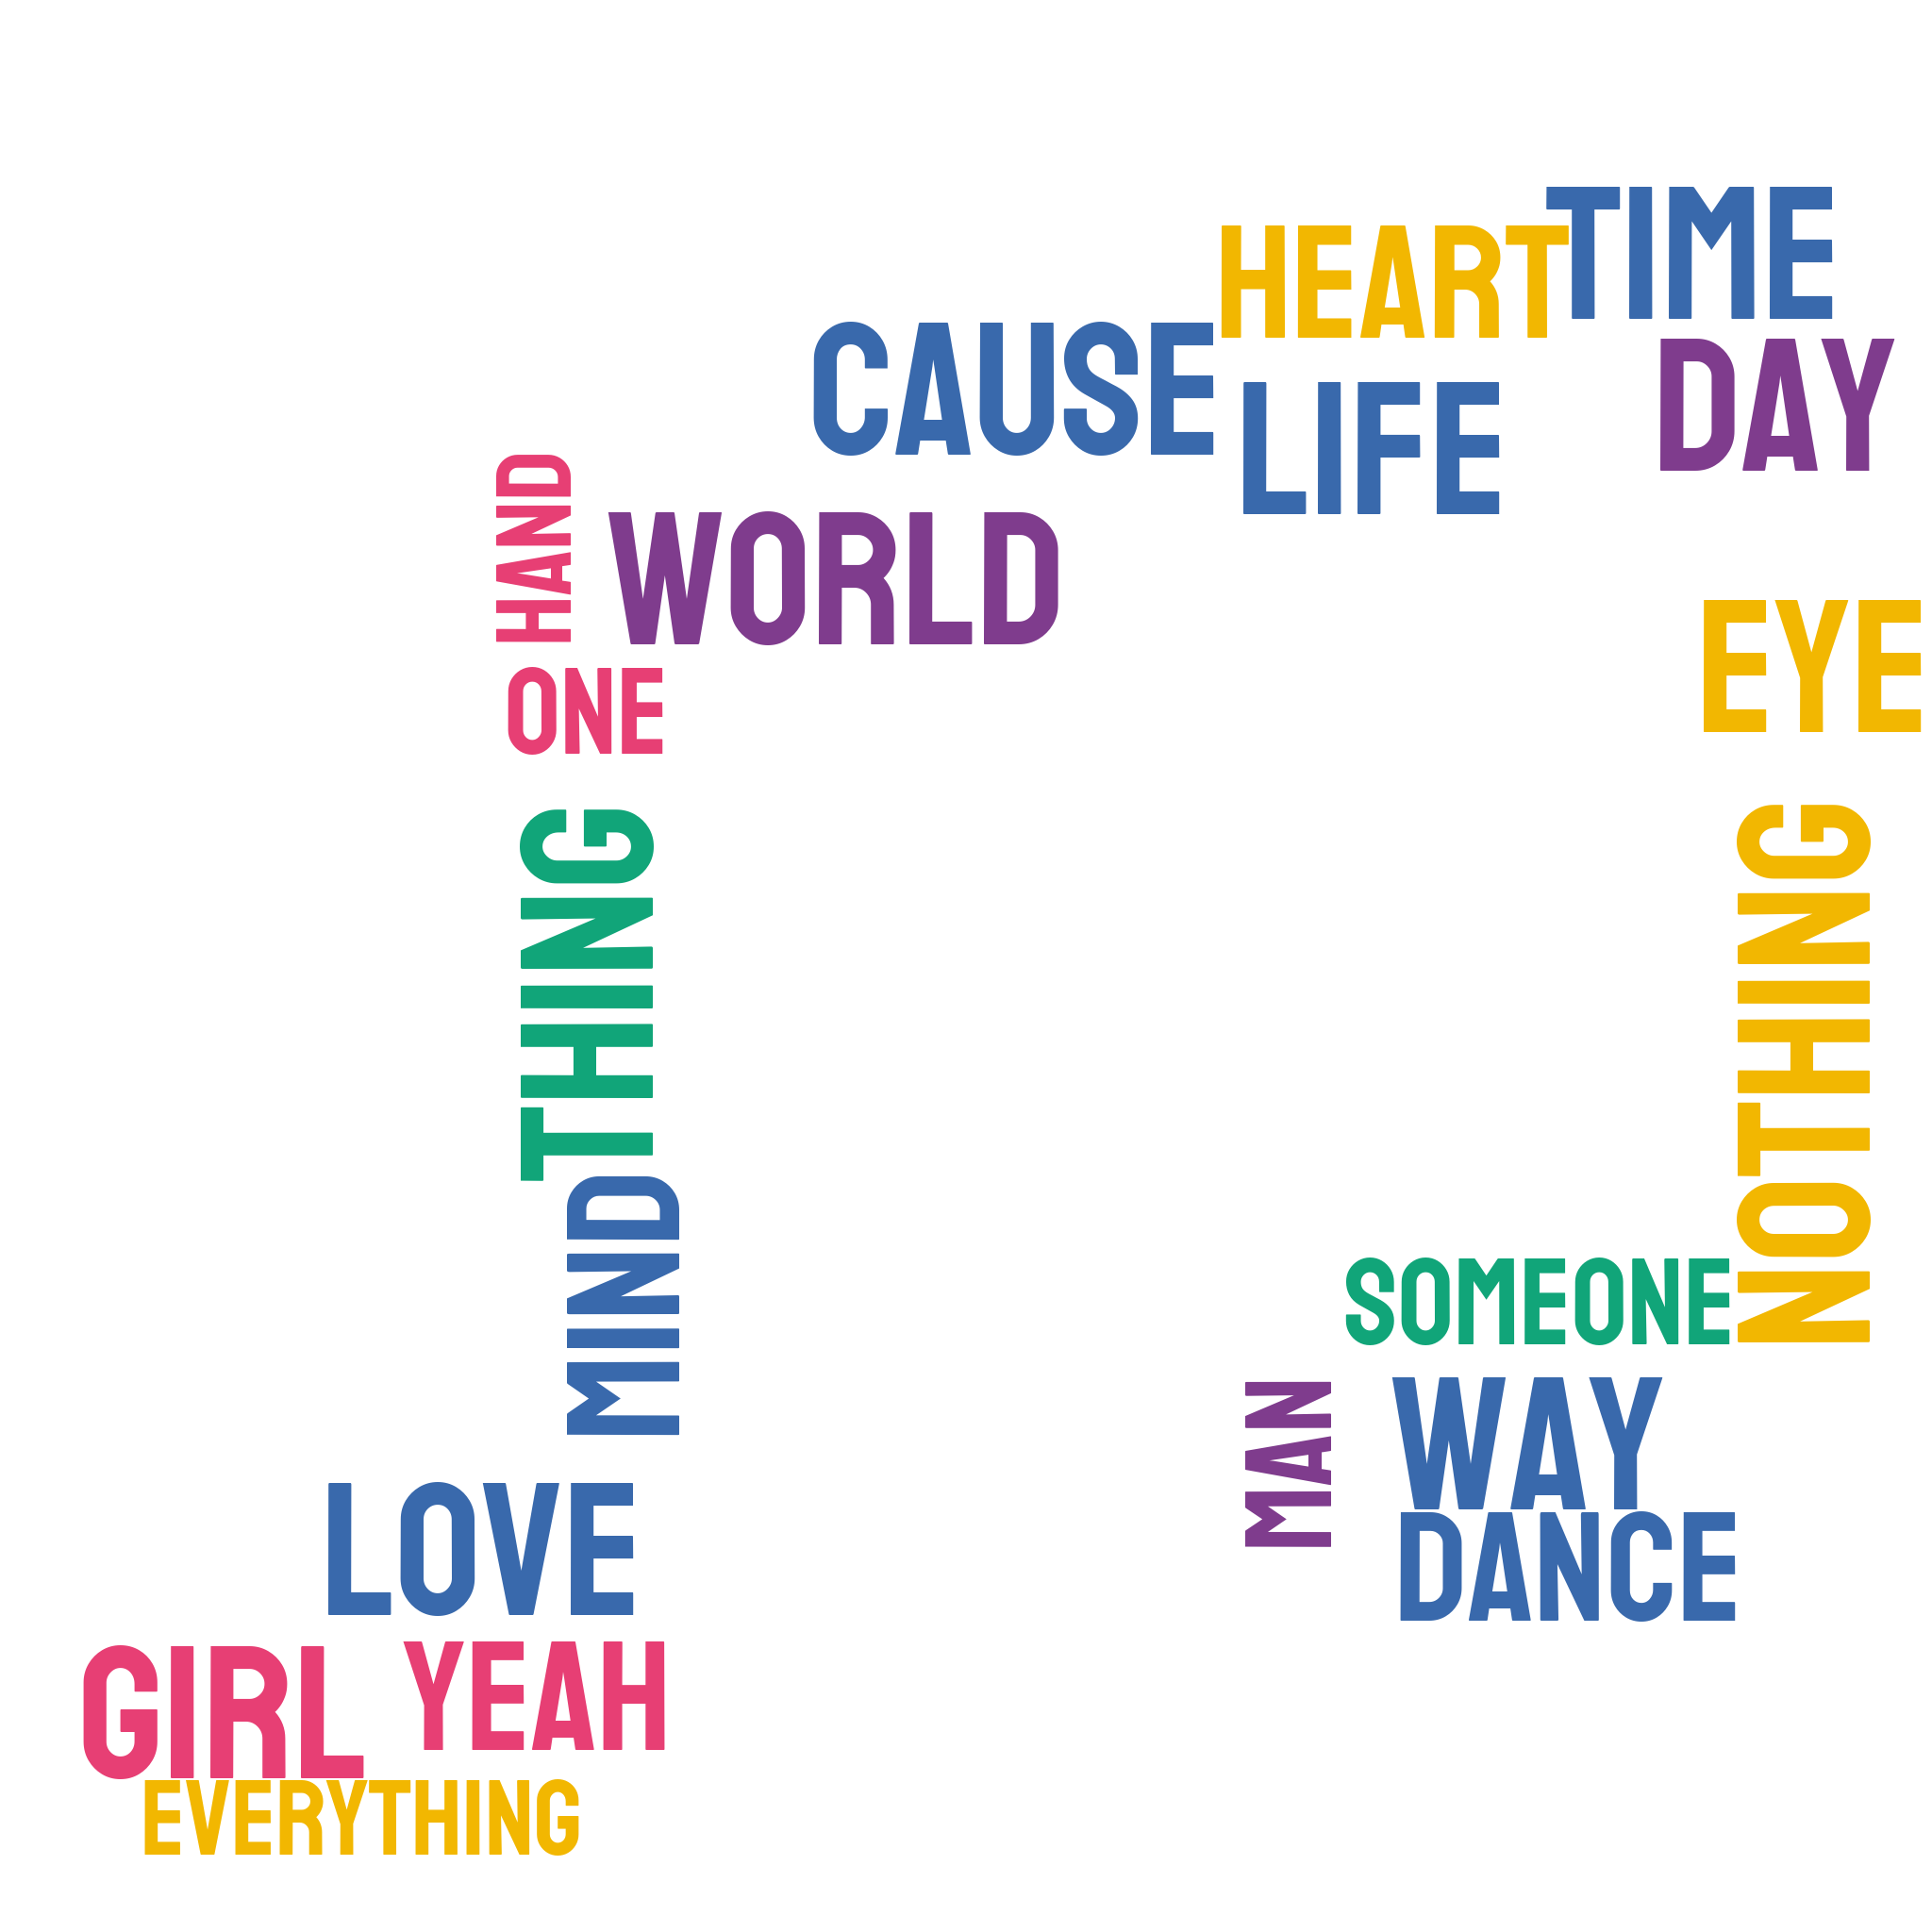 TIME
HEART
CAUSE
DAY
LIFE
HAND
WORLD
EYE
ONE
THING
NOTHING
MIND
SOMEONE
MAN
WAY
LOVE
DANCE
GIRL
YEAH
EVERYTHING